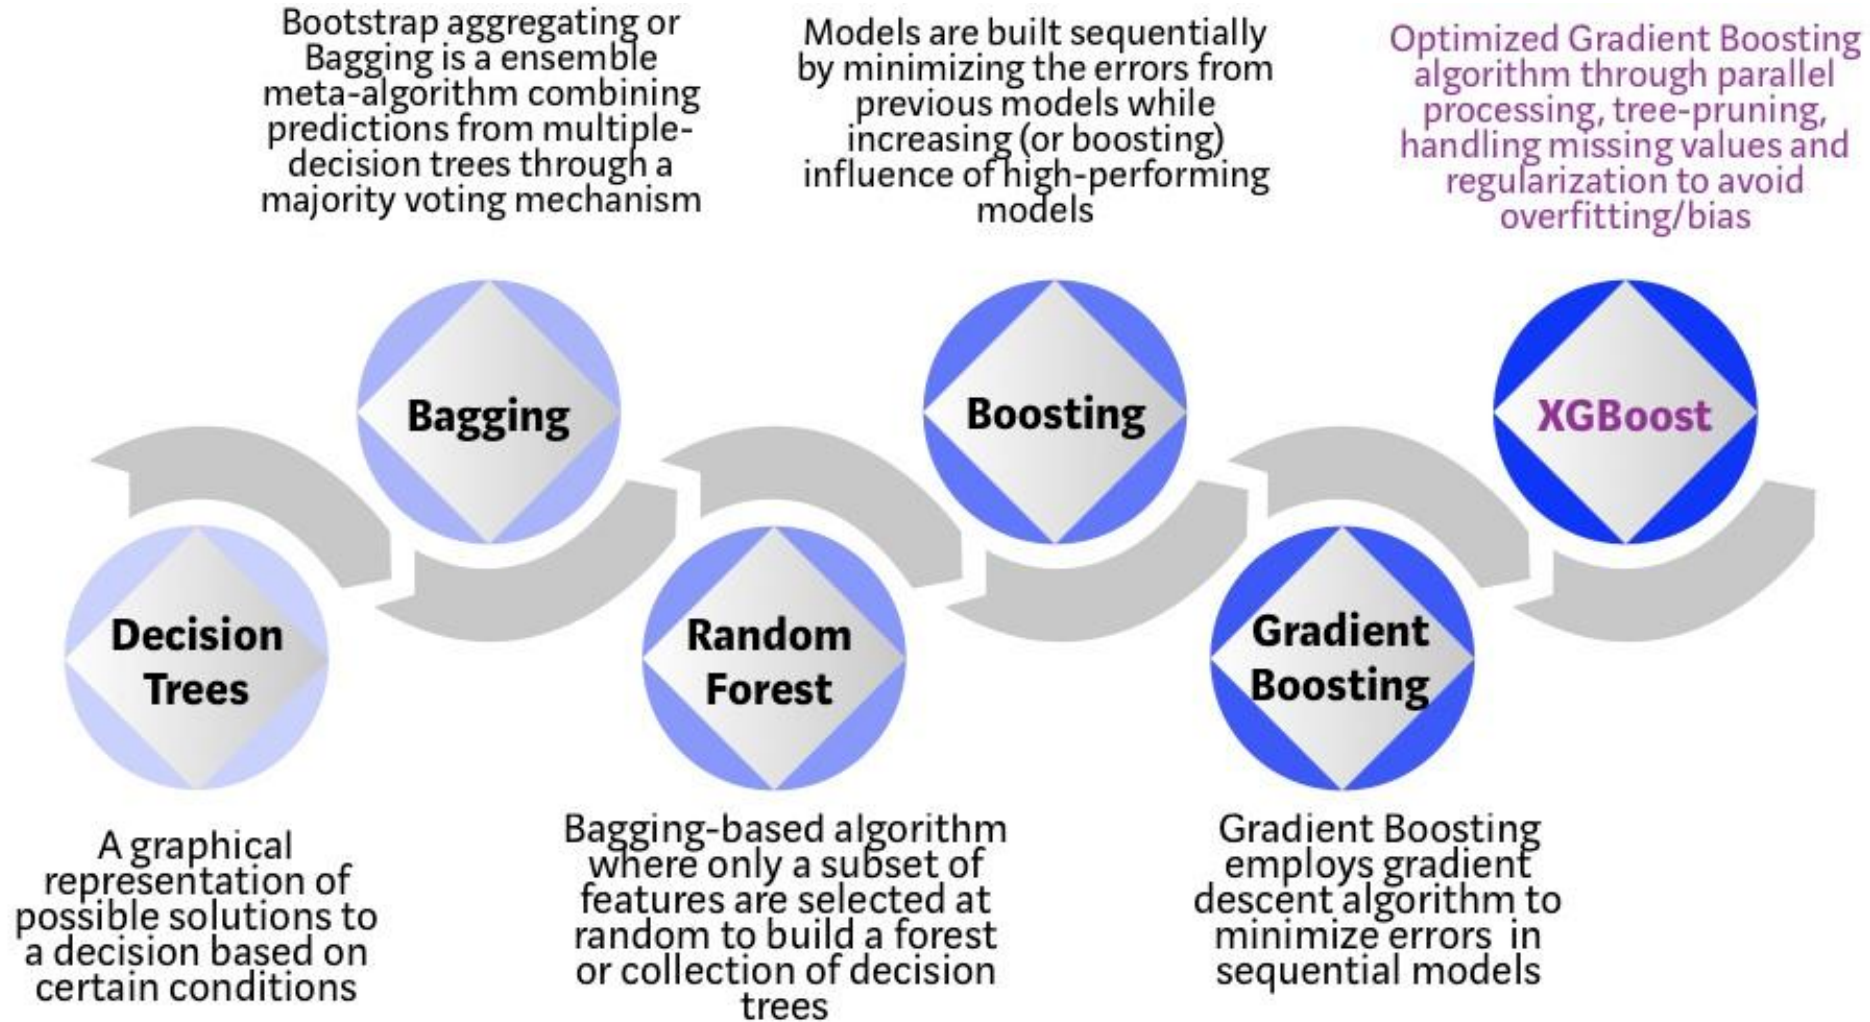 Bootstrap aggregating or
Bagging is a ensemble
meta-algorithm combining
predictions from multiple-
decision trees through a
majority voting mechanism
Models are built sequentially
by minimizing the errors from
previous models while
increasing (or boosting)
influence of high-performing
models
Optimized Gradient Boosting
algorithm through parallel
processing, tree-pruning,
handling missing values and
regularization to avoid
overfitting/bias
Bagging
Boosting
XGBoost
Decision
Trees
Random
Forest
Gradient
Boosting
A graphical
representation of
possible solutions to
a decision based on
certain conditions
Bagging-based algorithm
where only a subset of
features are selected at
random to build a forest
or collection of decision
trees
Gradient Boosting
employs gradient
descent algorithm to
minimize errors in
sequential models